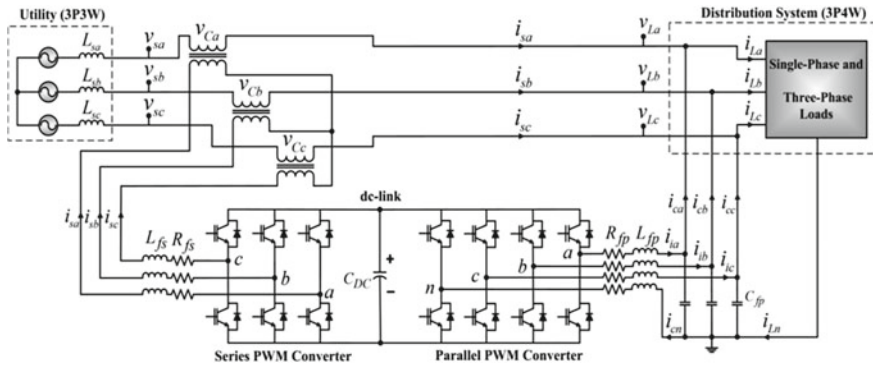 Utility (3P3W)
Distribution System (3P4W)
L_sa
v_sa
v_Ca
i_sa
v_La
i_La
L_sb
v_sb
v_Cb
i_sb
v_Lb
i_Lb
L_sc
v_sc
v_Cc
i_sc
v_Lc
i_Lc
Single-Phase and
Three-Phase
Loads
i_sa
i_sb
i_sc
dc-link
i_ca
i_cb
i_cc
L_fs
R_fs
c
b
a
C_DC
+
−
n
c
b
a
R_fp
L_fp
i_ia
i_ib
i_ic
C_fp
i_cn
i_Ln
Series PWM Converter
Parallel PWM Converter